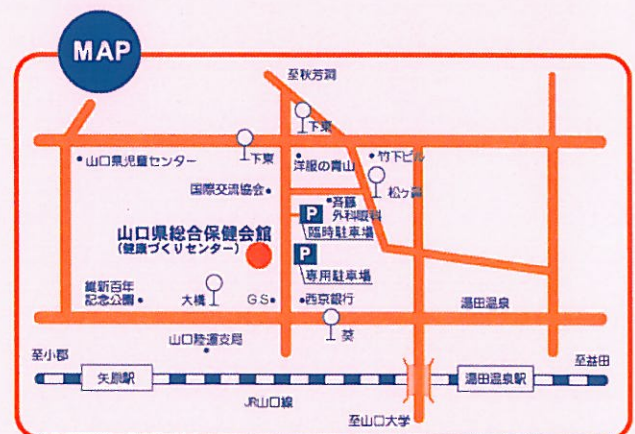 MAP
至秋芳洞
下東
下東
山口県児童センター
洋服の青山
竹下ビル
国際交流協会
斉藤
外科眼科
P
臨時駐車場
山口県総合保健会館
(健康づくりセンター)
P
専用駐車場
維新百年
記念公園
大橋
GS
西京銀行
湯田温泉
葵
山口陸運支局
至小郡
至益田
矢原駅
湯田温泉駅
JR山口線
至山口大学